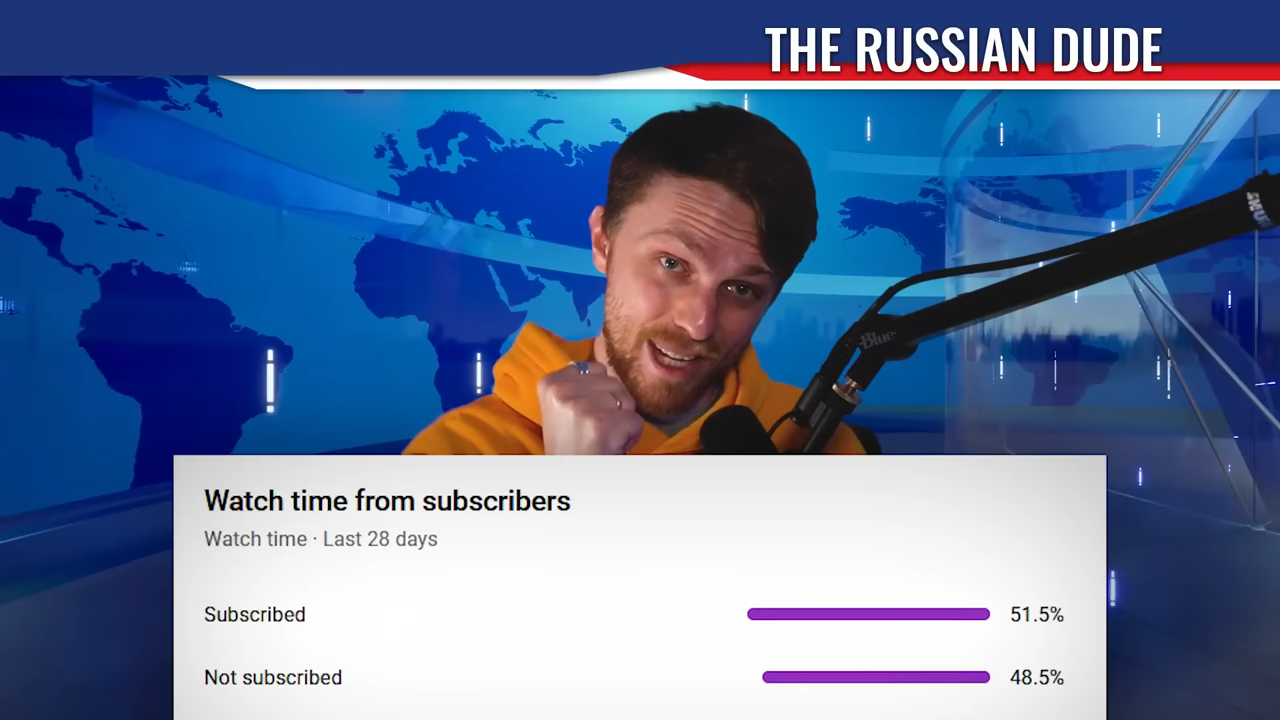 THE RUSSIAN DUDE
Blue
Watch time from subscribers
Watch time · Last 28 days
Subscribed
51.5%
Not subscribed
48.5%